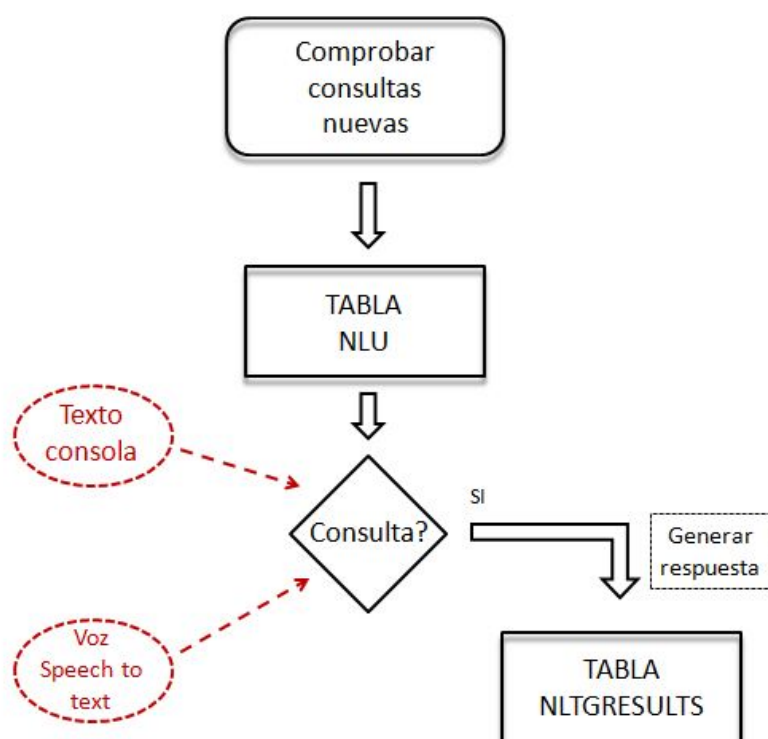 Comprobar
consultas
nuevas
TABLA
NLU
Texto
consola
Consulta?
SI
Generar
respuesta
Voz
Speech to
text
TABLA
NLTGRESULTS